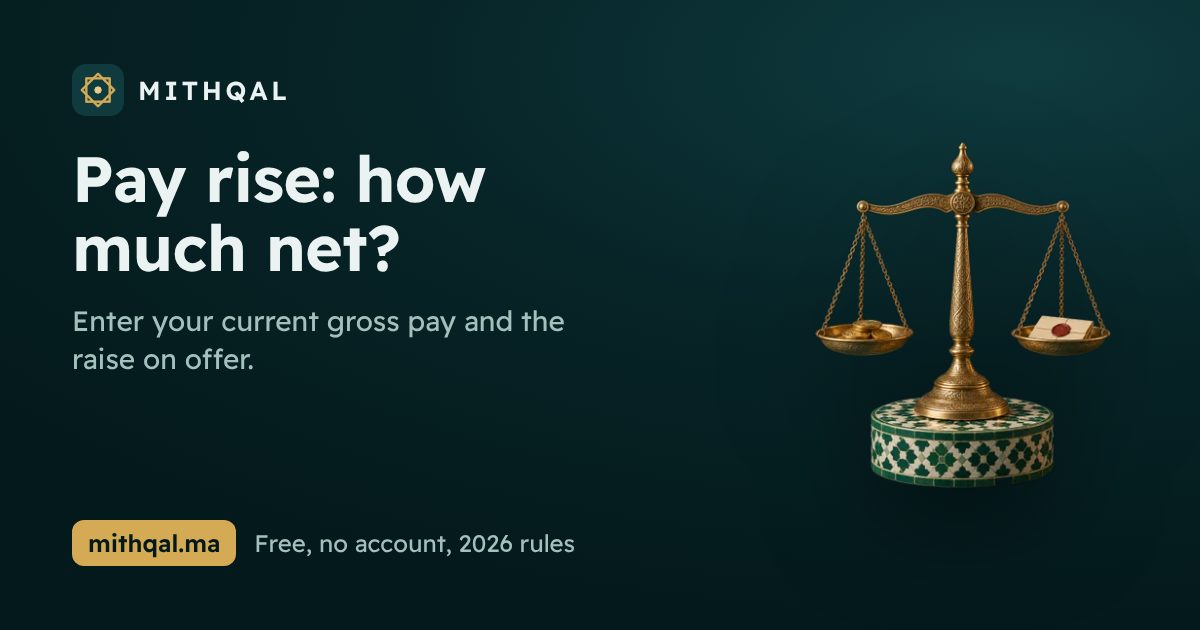 MITHQAL
Pay rise: how
much net?
Enter your current gross pay and the
raise on offer.
mithqal.ma
Free, no account, 2026 rules